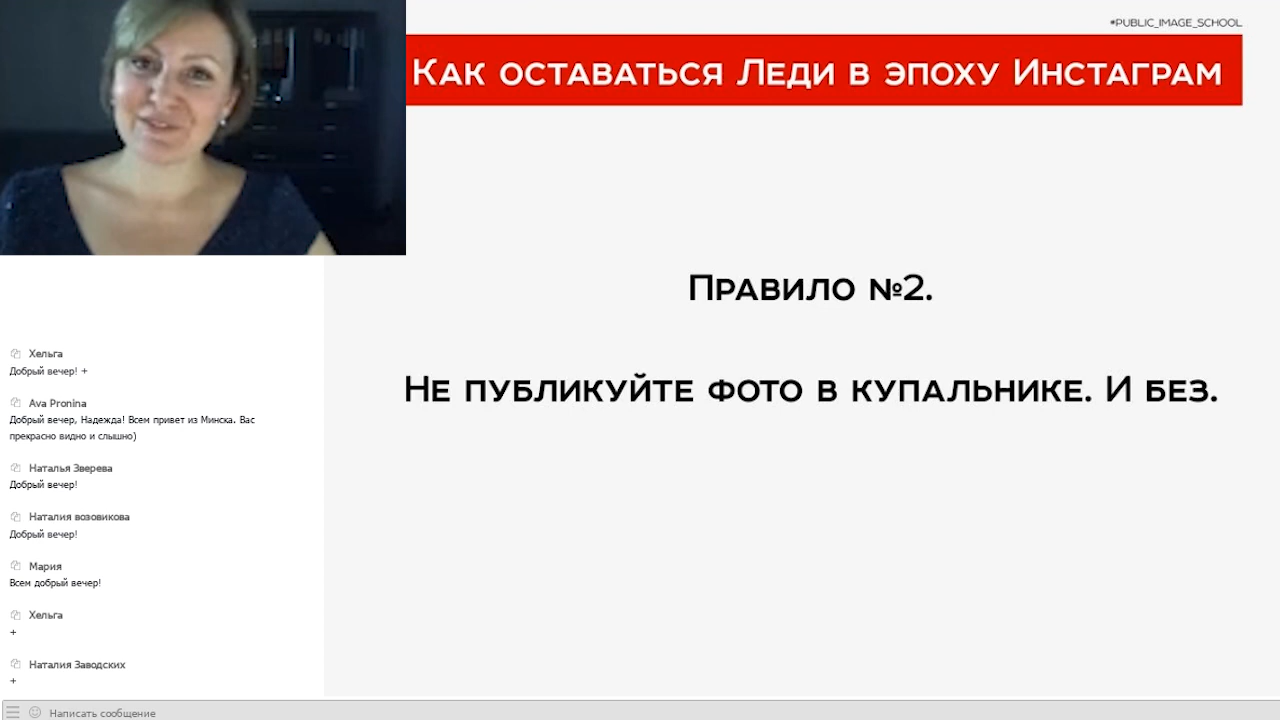 #PUBLIC_IMAGE_SCHOOL
Как оставаться Леди в эпоху Инстаграм
Правило №2.
Не публикуйте фото в купальнике. И без.
Хельга
Добрый вечер! +
Ava Pronina
Добрый вечер, Надежда! Всем привет из Минска. Вас
прекрасно видно и слышно)
Наталья Зверева
Добрый вечер!
Наталия возовикова
Добрый вечер!
Мария
Всем добрый вечер!
Хельга
+
Наталия Заводских
+
Написать сообщение